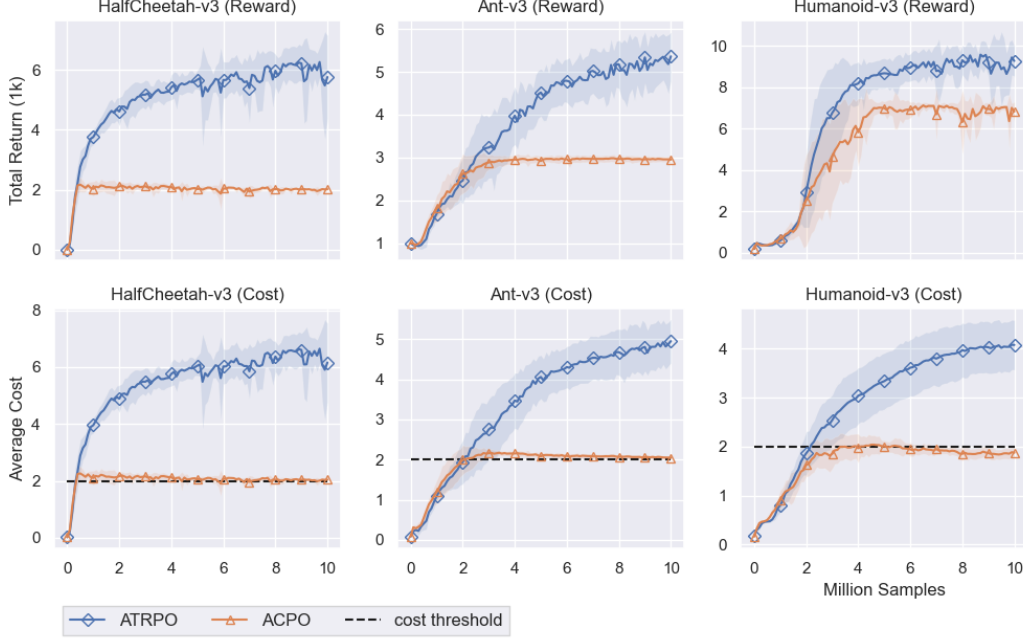 HalfCheetah-v3 (Reward)
Ant-v3 (Reward)
Humanoid-v3 (Reward)
Total Return (1k)
6
4
2
0
6
5
4
3
2
1
10
8
6
4
2
0
HalfCheetah-v3 (Cost)
Ant-v3 (Cost)
Humanoid-v3 (Cost)
Average Cost
8
6
4
2
0
5
4
3
2
1
0
4
3
2
1
0
0 2 4 6 8 10
0 2 4 6 8 10
0 2 4 6 8 10
Million Samples
ATRPO ACPO cost threshold